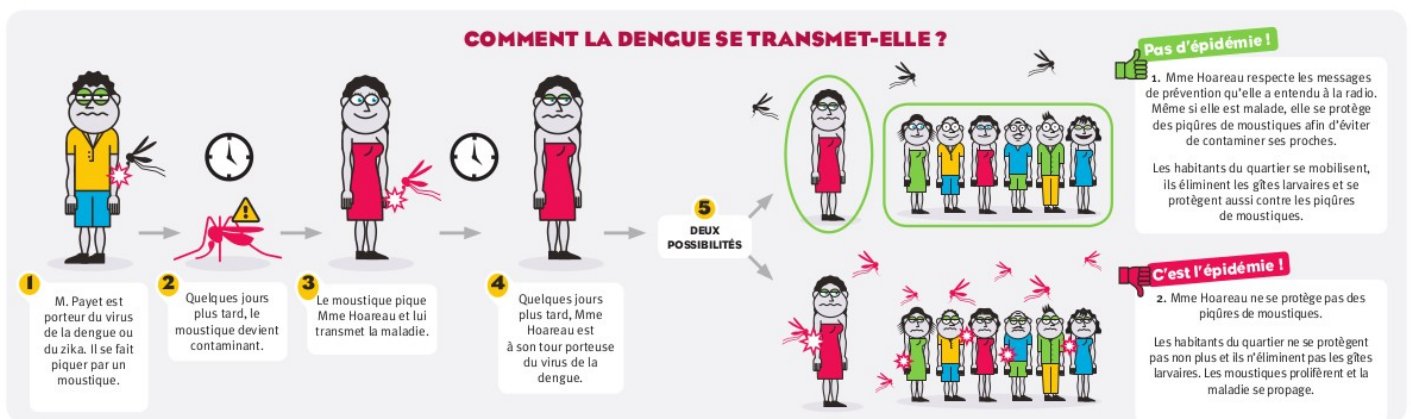 COMMENT LA DENGUE SE TRANSMET-ELLE ?
1
M. Payet est
porteur du virus
de la dengue ou
du zika. Il se fait
piquer par un
moustique.
2
Quelques jours
plus tard, le
moustique devient
contaminant.
3
Le moustique pique
Mme Hoareau et lui
transmet la maladie.
4
Quelques jours
plus tard, Mme
Hoareau est
à son tour porteuse
du virus de la
dengue.
5
DEUX
POSSIBILITÉS
Pas d'épidémie !
1. Mme Hoareau respecte les messages
de prévention qu'elle a entendu à la radio.
Même si elle est malade, elle se protège
des piqûres de moustiques afin d'éviter
de contaminer ses proches.
Les habitants du quartier se mobilisent,
ils éliminent les gîtes larvaires et se
protègent aussi contre les piqûres
de moustiques.
C'est l'épidémie !
2. Mme Hoareau ne se protège pas des
piqûres de moustiques.
Les habitants du quartier ne se protègent
pas non plus et ils n'éliminent pas les gîtes
larvaires. Les moustiques prolifèrent et la
maladie se propage.